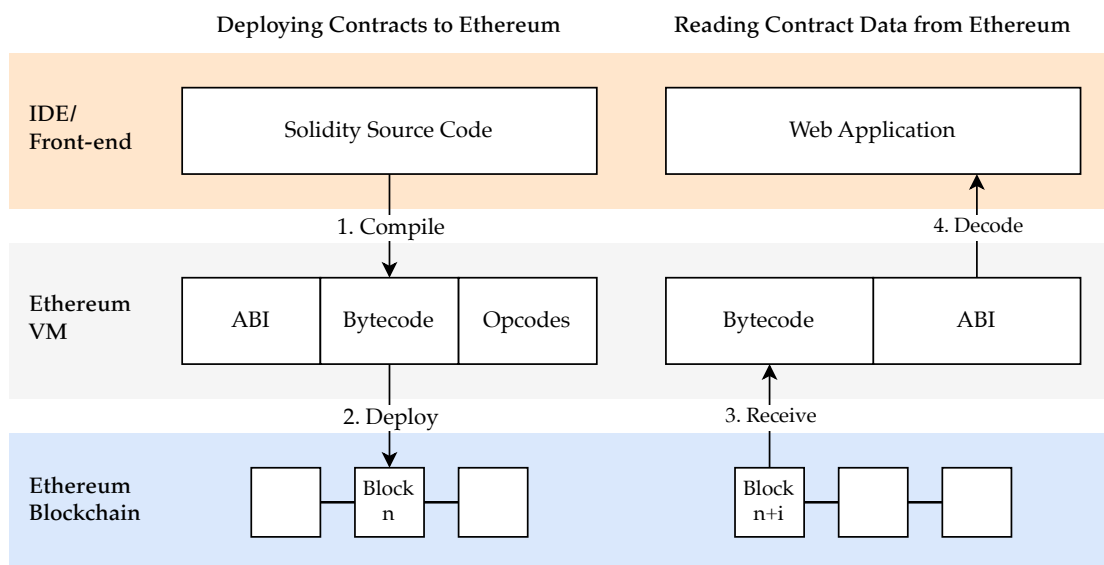 Deploying Contracts to Ethereum
Reading Contract Data from Ethereum
IDE/
Front-end
Solidity Source Code
Web Application
1. Compile
4. Decode
Ethereum
VM
ABI
Bytecode
Opcodes
Bytecode
ABI
2. Deploy
3. Receive
Ethereum
Blockchain
Block
n
Block
n+i